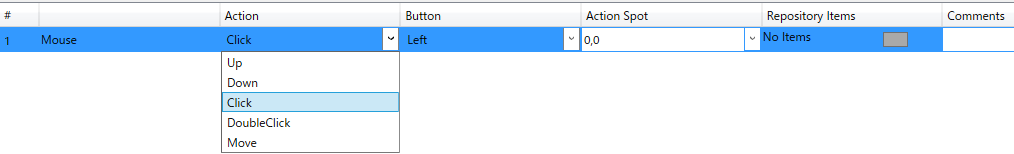 # Action Button Action Spot Repository Items Comments
1 Mouse Click Left 0,0 No Items
Up
Down
Click
DoubleClick
Move